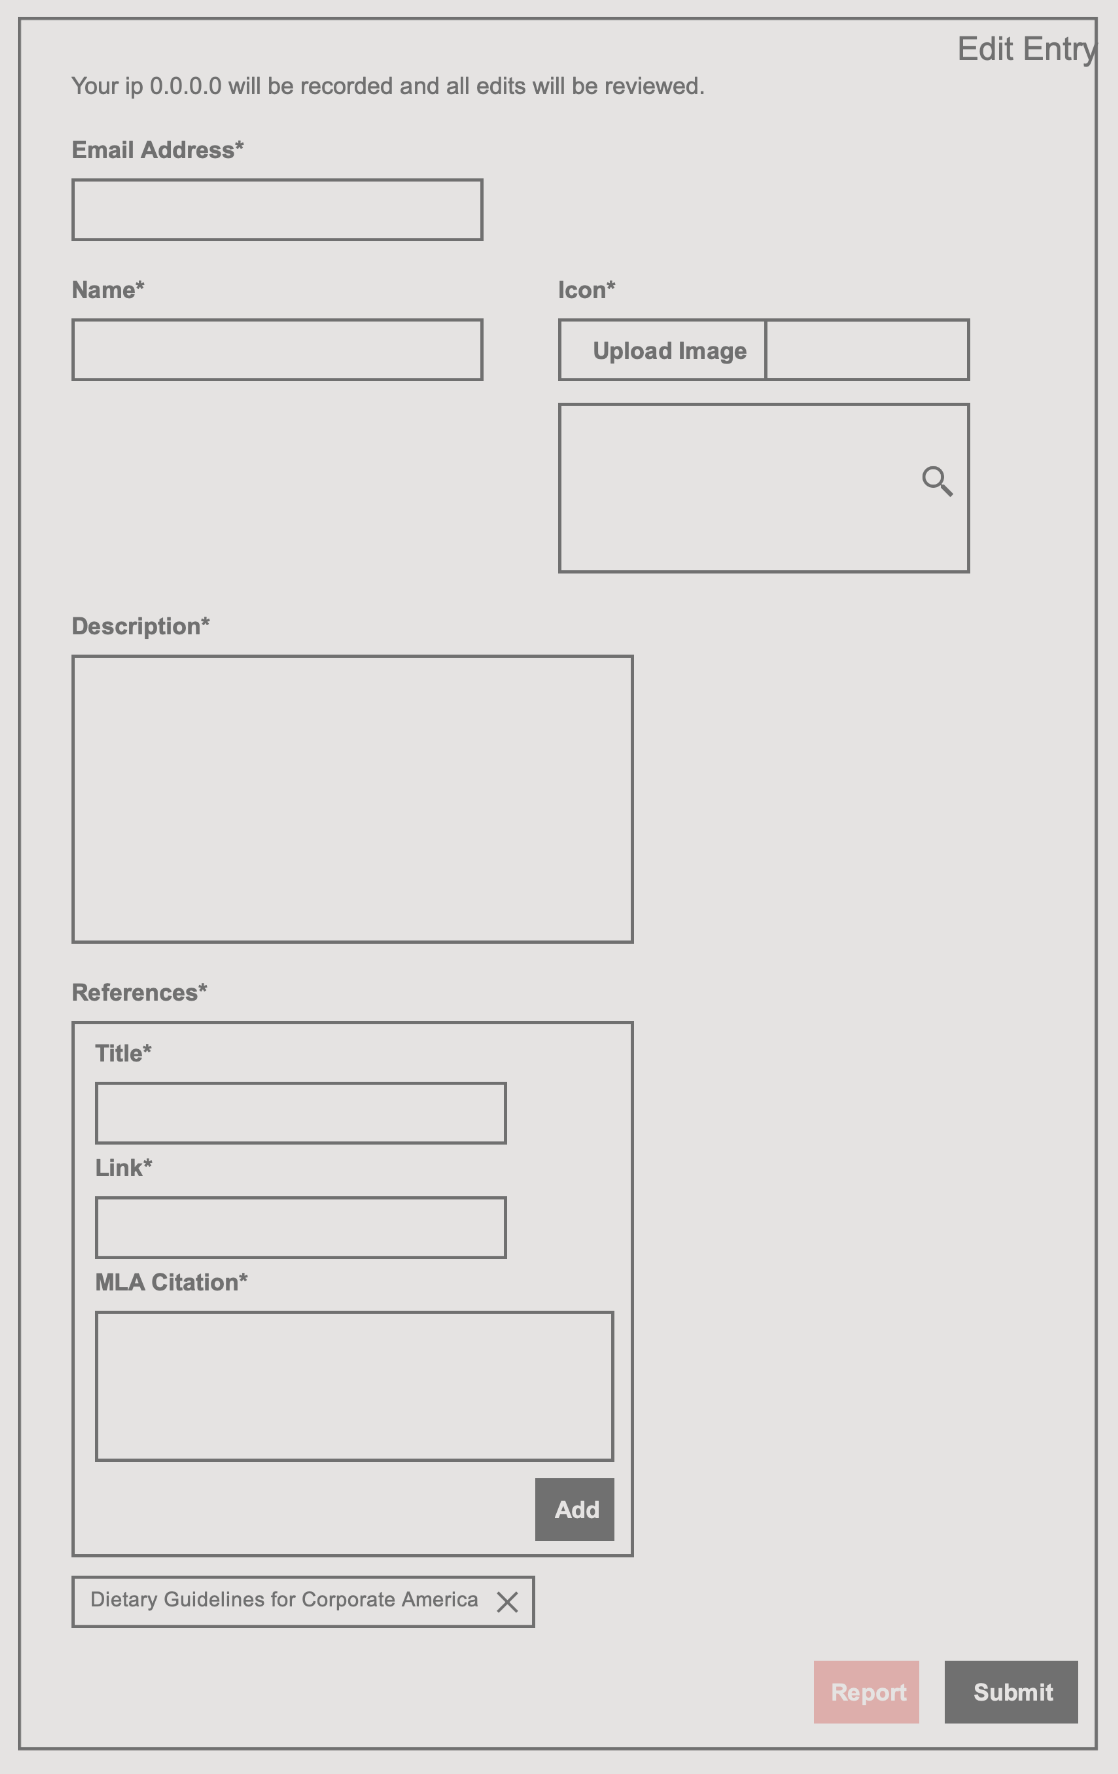 Edit Entry
Your ip 0.0.0.0 will be recorded and all edits will be reviewed.
Email Address*
Name*
Icon*
Upload Image
Description*
References*
Title*
Link*
MLA Citation*
Add
Dietary Guidelines for Corporate America
Report
Submit